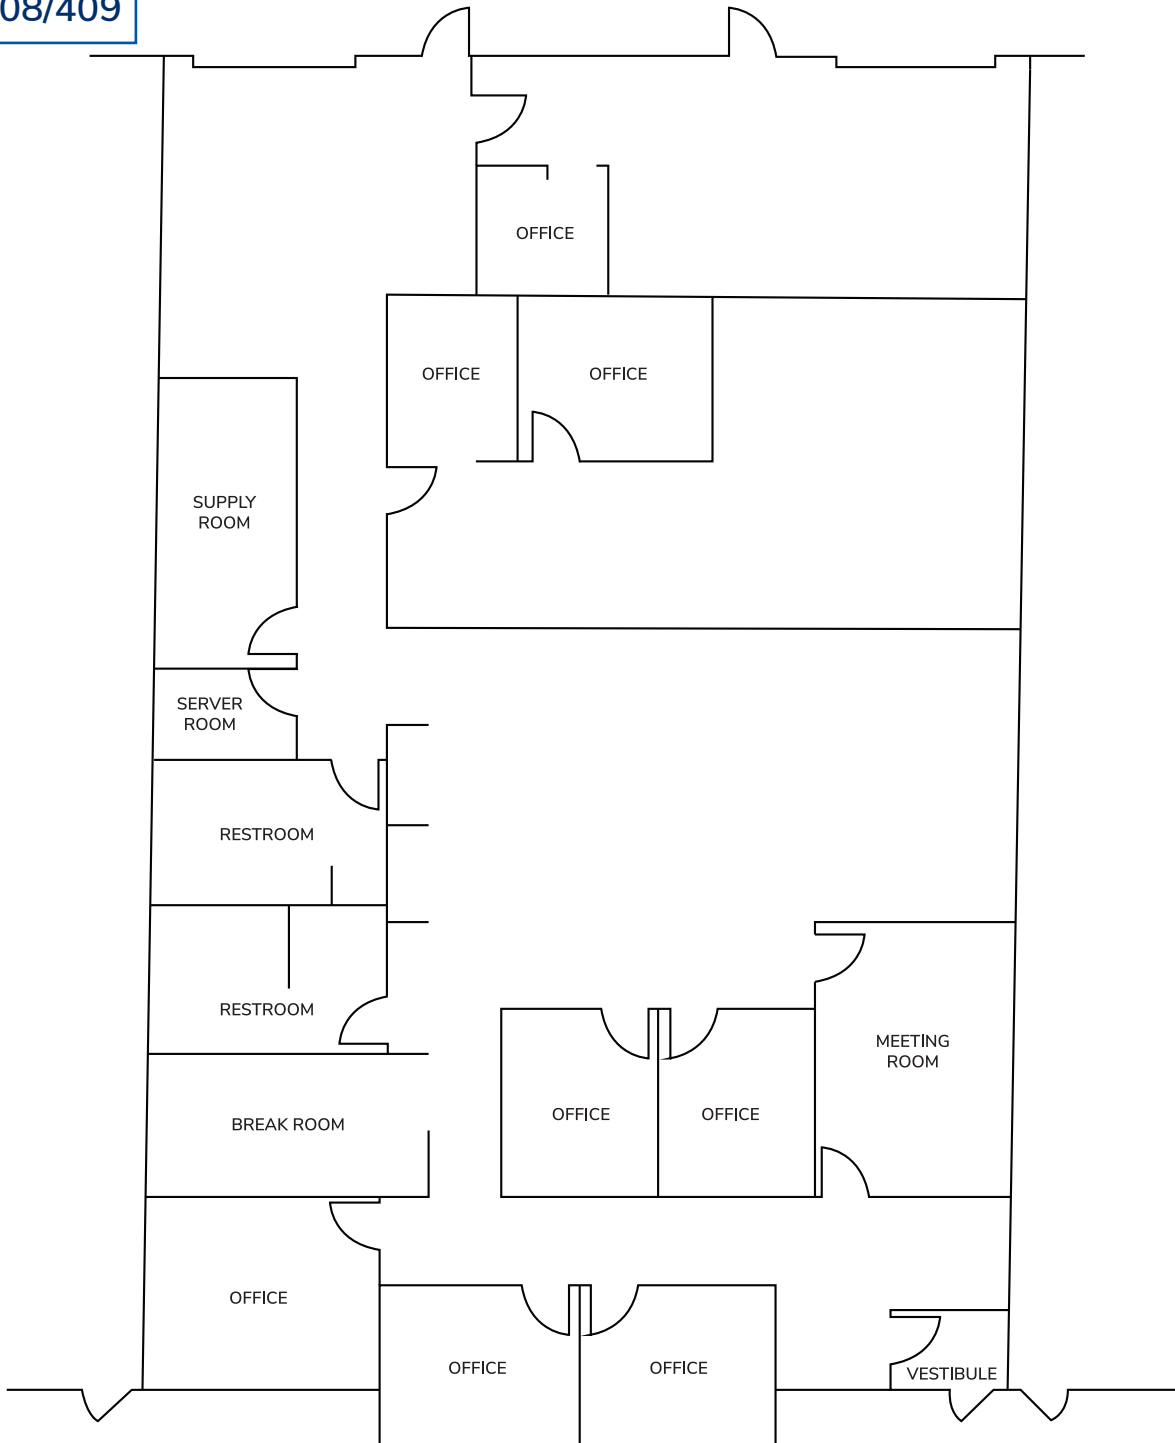 08/409
OFFICE
OFFICE
OFFICE
SUPPLY
ROOM
SERVER
ROOM
RESTROOM
RESTROOM
MEETING
ROOM
OFFICE
OFFICE
BREAK ROOM
OFFICE
OFFICE
OFFICE
VESTIBULE